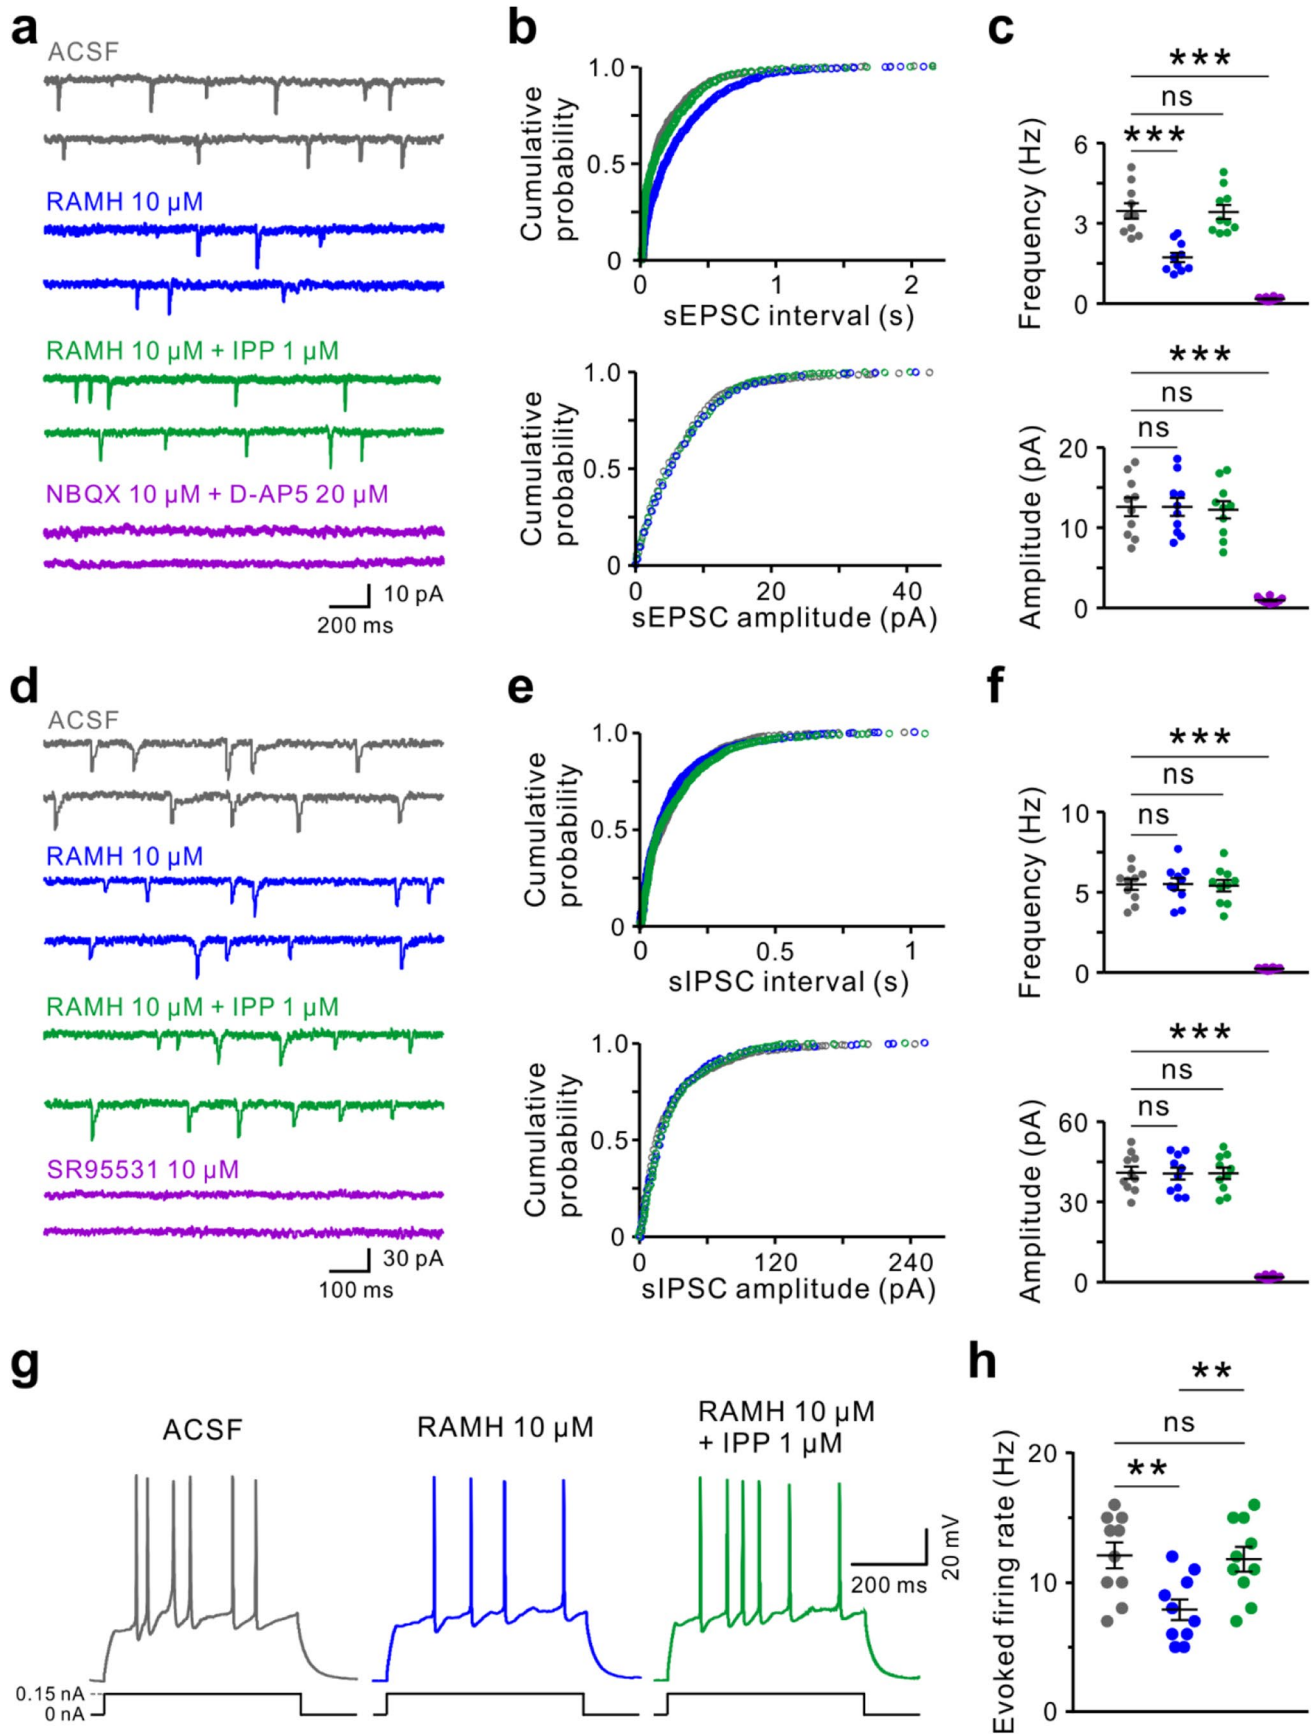 a
ACSF
RAMH 10 µM
RAMH 10 µM + IPP 1 µM
NBQX 10 µM + D-AP5 20 µM
10 pA
200 ms
b
1.0
0.5
0
Cumulative
probability
0
1
2
sEPSC interval (s)
1.0
0.5
0
Cumulative
probability
0
20
40
sEPSC amplitude (pA)
c
***
ns
***
6
3
0
Frequency (Hz)
***
ns
ns
20
10
0
Amplitude (pA)
d
ACSF
RAMH 10 µM
RAMH 10 µM + IPP 1 µM
SR95531 10 µM
30 pA
100 ms
e
1.0
0.5
0
Cumulative
probability
0
0.5
1
sIPSC interval (s)
1.0
0.5
0
Cumulative
probability
0
120
240
sIPSC amplitude (pA)
f
***
ns
ns
10
5
0
Frequency (Hz)
***
ns
ns
60
30
0
Amplitude (pA)
g
ACSF
RAMH 10 µM
RAMH 10 µM
+ IPP 1 µM
20 mV
200 ms
0.15 nA
0 nA
h
**
ns
**
20
10
0
Evoked firing rate (Hz)